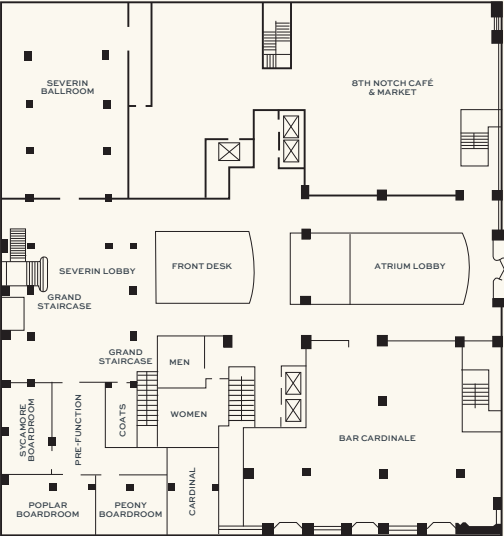 SEVERIN
BALLROOM
8TH NOTCH CAFÉ
& MARKET
SEVERIN LOBBY
FRONT DESK
ATRIUM LOBBY
GRAND
STAIRCASE
GRAND
STAIRCASE
MEN
WOMEN
COATS
PRE-FUNCTION
SYCAMORE
BOARDROOM
BAR CARDINALE
CARDINAL
POPLAR
BOARDROOM
PEONY
BOARDROOM